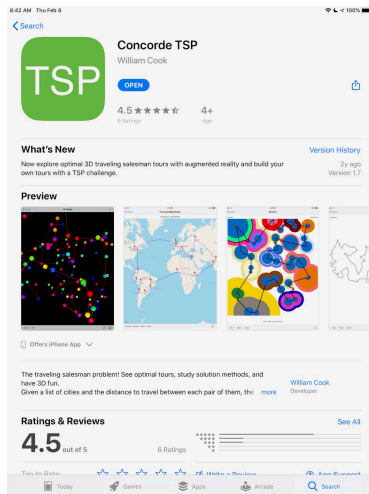 8:42 AM Thu Feb 6
100%
Search
TSP
Concorde TSP
William Cook
OPEN
4.5
4+
6 Ratings
Age
What's New
Version History
Now explore optimal 3D traveling salesman tours with augmented reality and build your
own tours with a TSP challenge.
2y ago
Version 1.7
Preview
Offers iPhone App
The traveling salesman problem! See optimal tours, study solution methods, and
have 3D fun.
Given a list of cities and the distance to travel between each pair of them, the more
William Cook
Developer
Ratings & Reviews
See All
4.5 out of 5
6 Ratings
Tap to Rate:
Write a Review
App Support
Today
Games
Apps
Arcade
Search